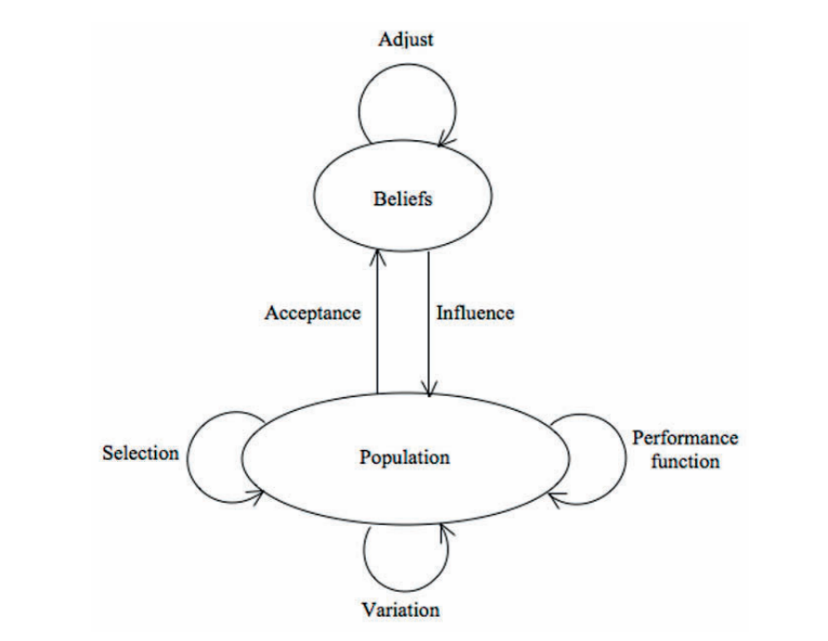 Adjust
Beliefs
Acceptance
Influence
Selection
Population
Performance
function
Variation